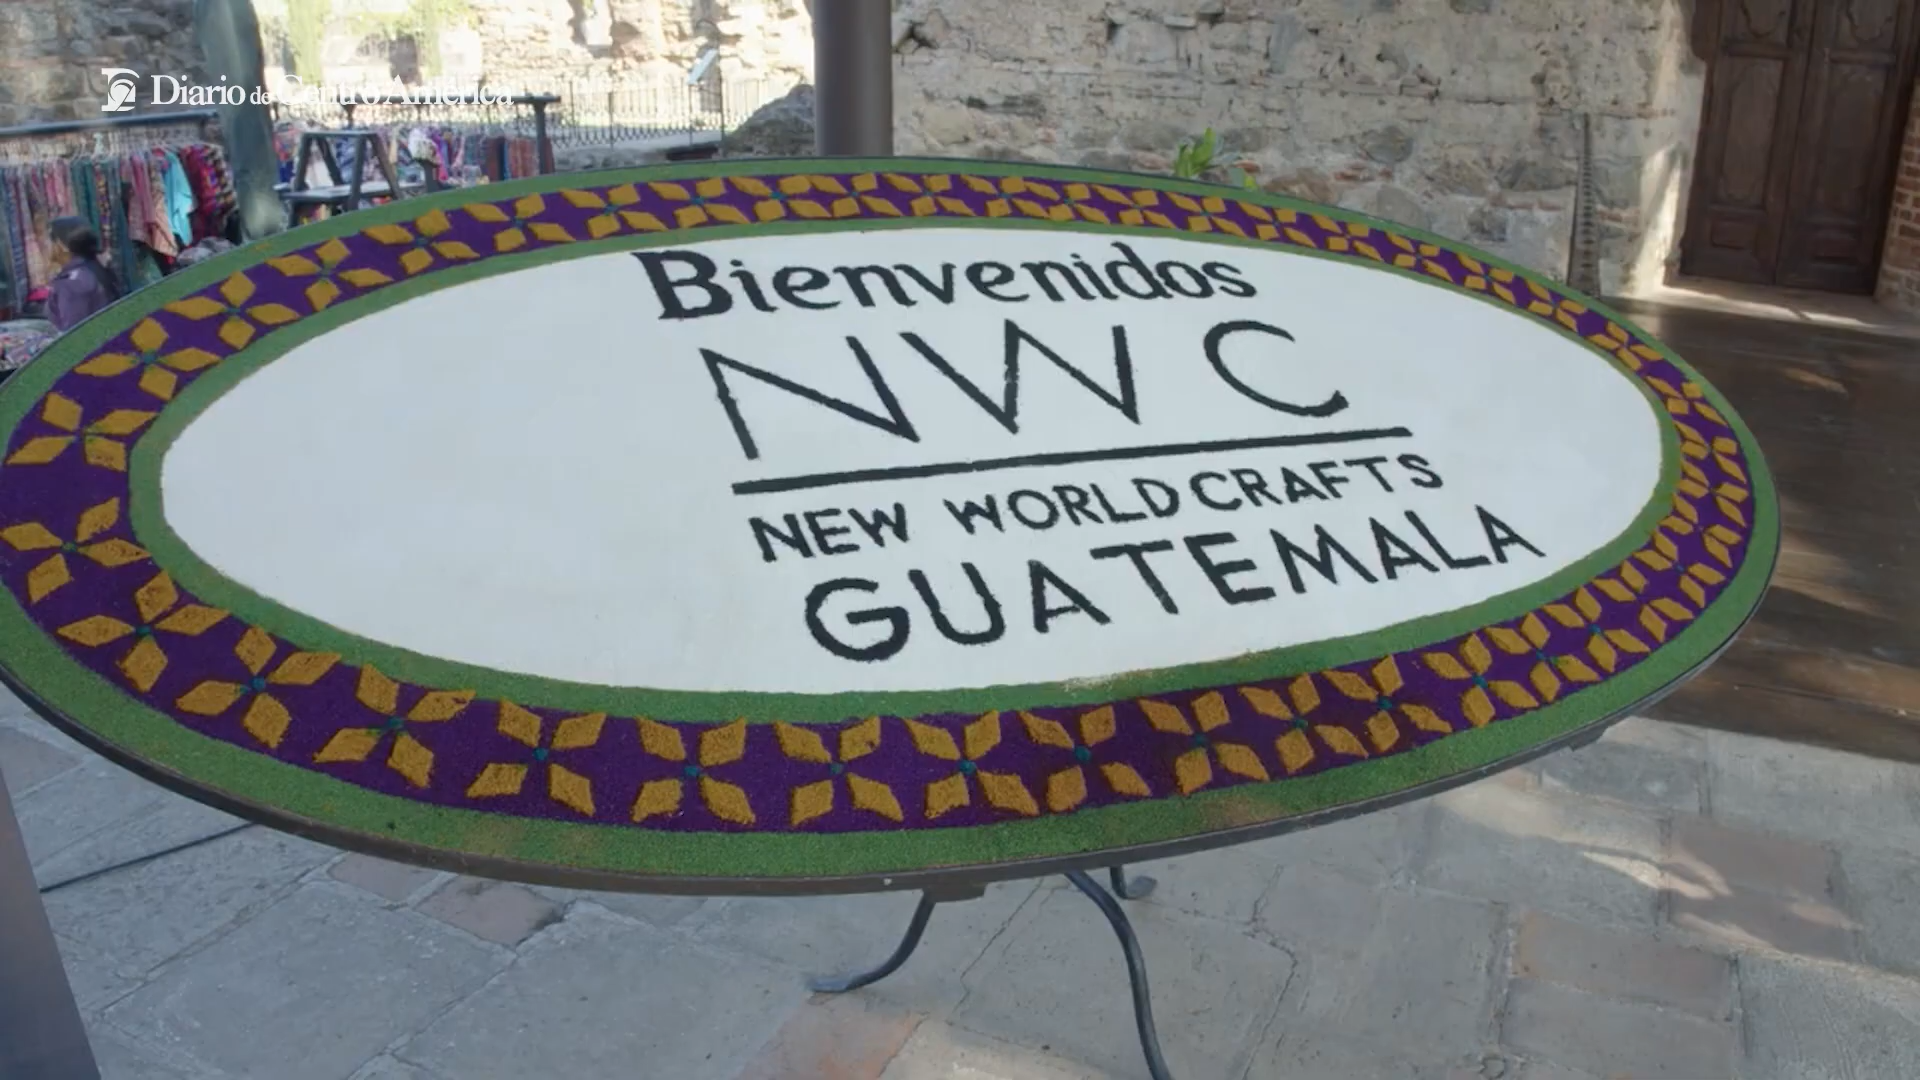 Diario de Centro América
Bienvenidos
NWC
NEW WORLD CRAFTS
GUATEMALA